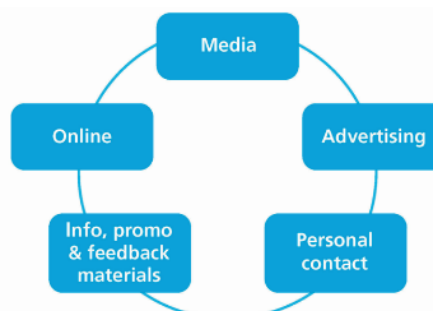 Media
Online
Advertising
Info, promo
& feedback
materials
Personal
contact